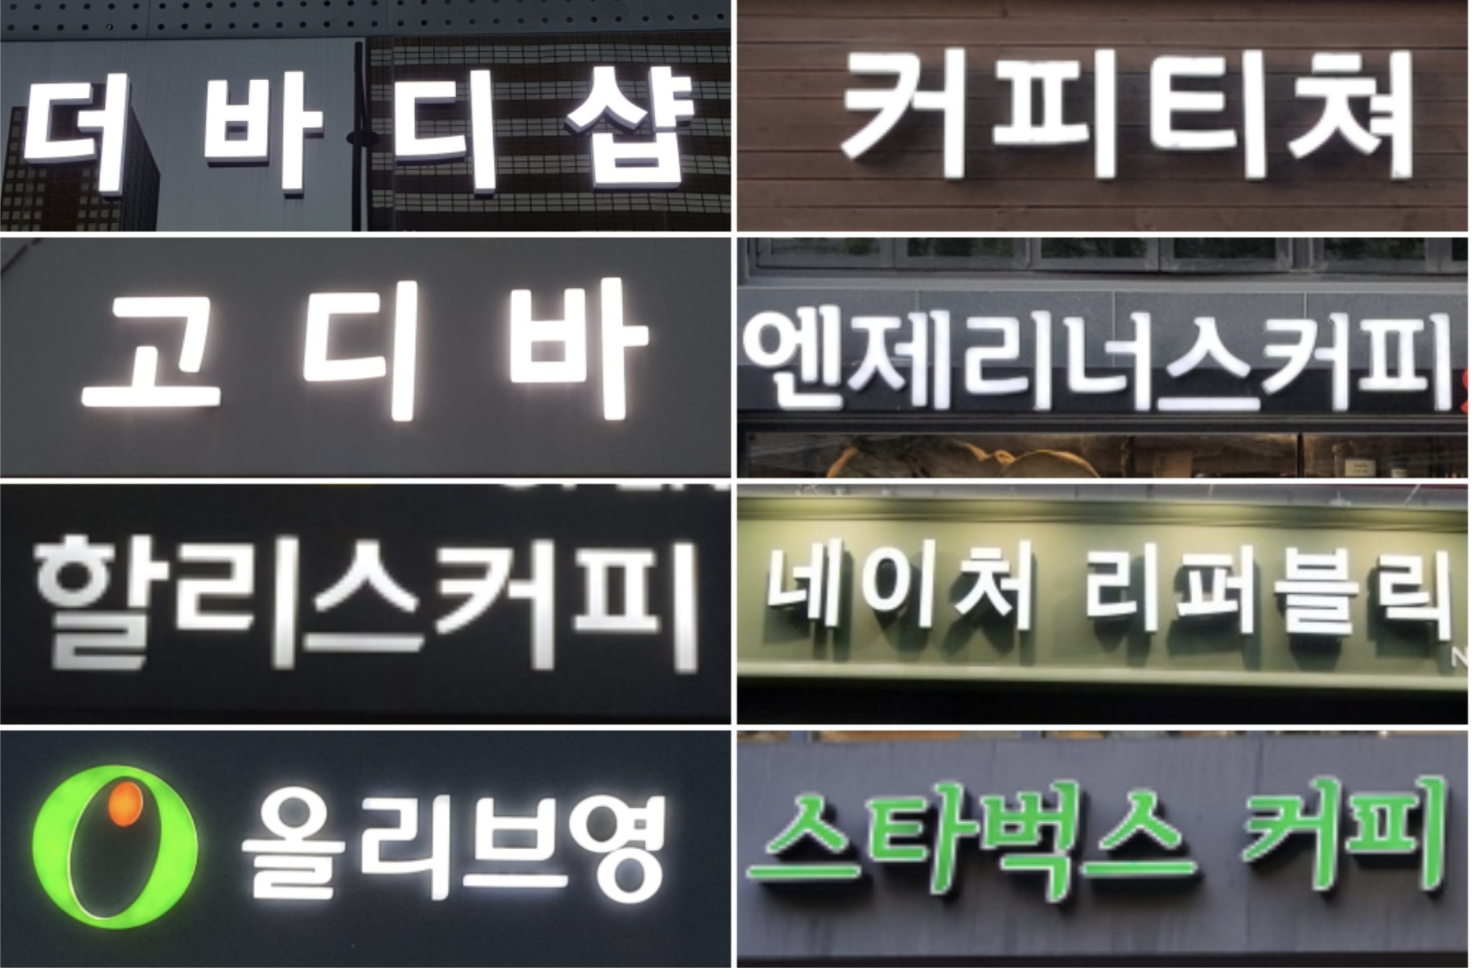 더 바 디 샵
커피티쳐
고 디 바
엔제리너스커피
할리스커피
네이처 리퍼블릭
올리브영
스타벅스 커피